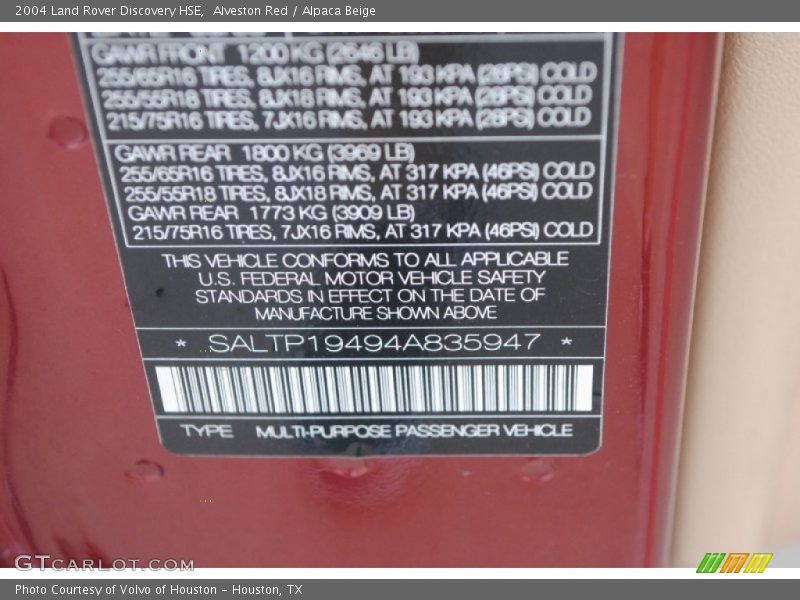 2004 Land Rover Discovery HSE, Alveston Red / Alpaca Beige
GAWR FRONT 1200 KG (2646 LB)
255/65R16 TIRES, 8JX16 RIMS, AT 193 KPA (28PSI) COLD
255/55R18 TIRES, 8JX18 RIMS, AT 193 KPA (28PSI) COLD
215/75R16 TIRES, 7JX16 RIMS, AT 193 KPA (28PSI) COLD
GAWR REAR 1800 KG (3969 LB)
255/65R16 TIRES, 8JX16 RIMS, AT 317 KPA (46PSI) COLD
255/55R18 TIRES, 8JX18 RIMS, AT 317 KPA (46PSI) COLD
GAWR REAR 1773 KG (3909 LB)
215/75R16 TIRES, 7JX16 RIMS, AT 317 KPA (46PSI) COLD
THIS VEHICLE CONFORMS TO ALL APPLICABLE
U.S. FEDERAL MOTOR VEHICLE SAFETY
STANDARDS IN EFFECT ON THE DATE OF
MANUFACTURE SHOWN ABOVE
* SALTP19494A835947 *
TYPE MULTI-PURPOSE PASSENGER VEHICLE
GTCARLOT.COM
Photo Courtesy of Volvo of Houston - Houston, TX